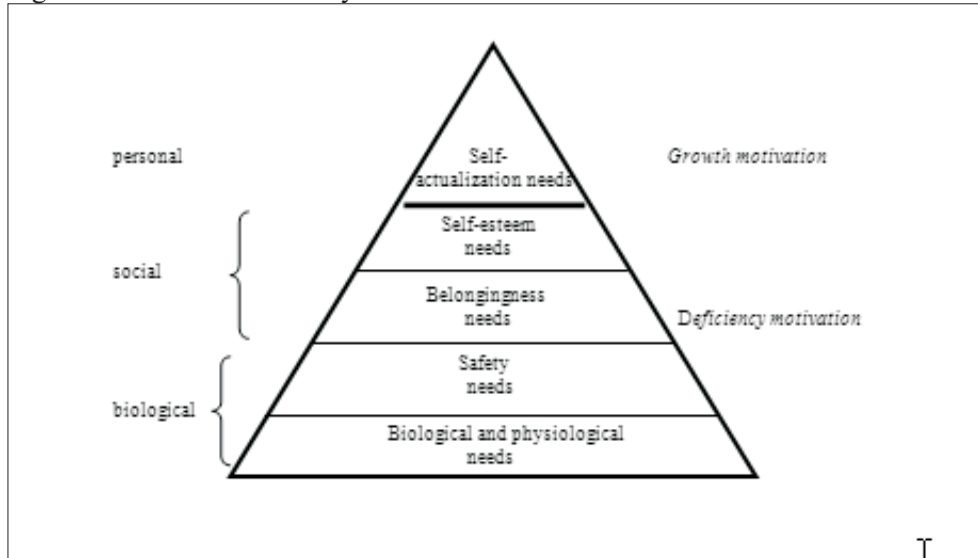 personal
Self-
actualization needs
Growth motivation
Self-esteem
needs
social
Belongingness
needs
Deficiency motivation
Safety
needs
biological
Biological and physiological
needs